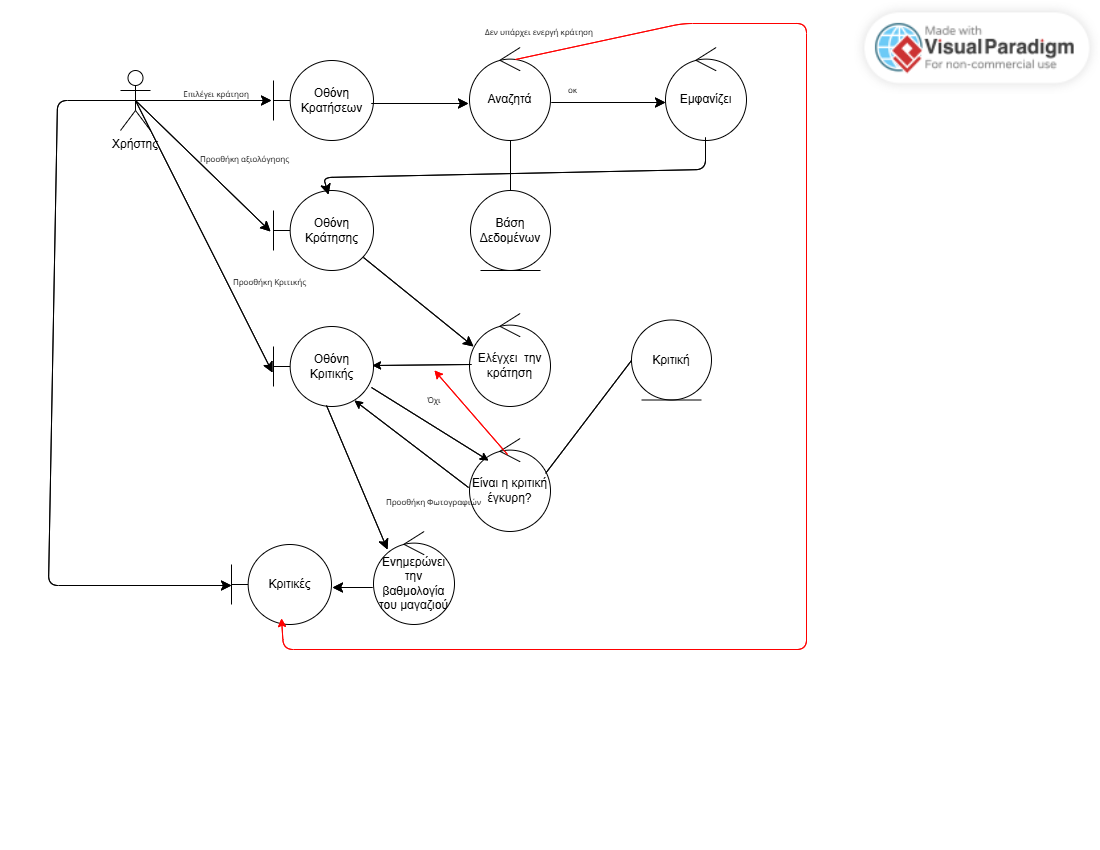 Made with
Visual Paradigm
For non-commercial use
Δεν υπάρχει ενεργή κράτηση
Επιλέγει κράτηση
Οθόνη
Κρατήσεων
Αναζητά
οκ
Εμφανίζει
Χρήστης
Προσθήκη αξιολόγησης
Οθόνη
Κράτησης
Βάση
Δεδομένων
Προσθήκη Κριτικής
Οθόνη
Κριτικής
Ελέγχει την
κράτηση
Κριτική
Όχι
Είναι η κριτική
έγκυρη?
Προσθήκη Φωτογραφιών
Κριτικές
Ενημερώνει
την
βαθμολογία
του μαγαζιού